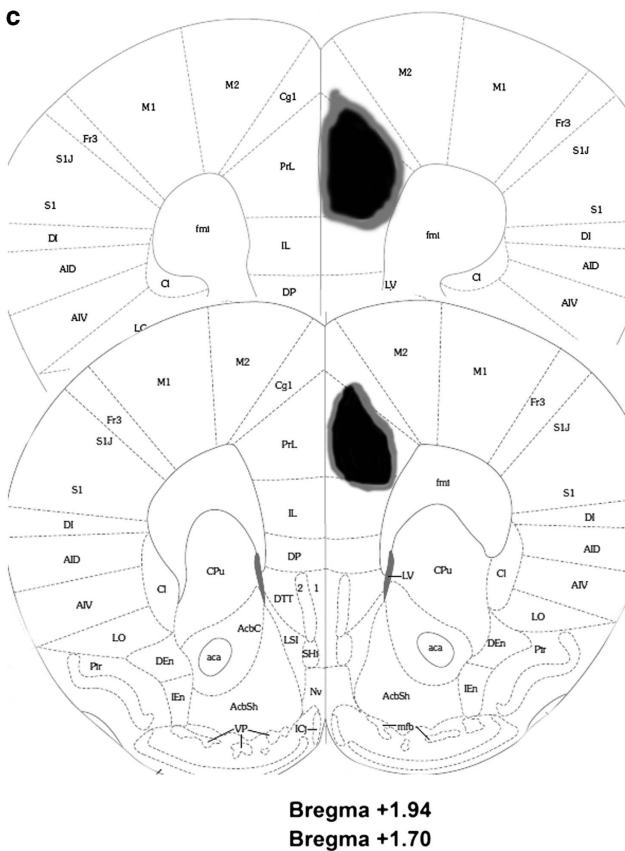 c
M2 M2
M1 Cg1 M1
Fr3 Fr3
S1J PrL S1J
S1 fmi fmi S1
DI IL DI
AID AID
Cl DP LV Cl
AIV AIV
M2 M2
M1 Cg1 M1
Fr3 Fr3
S1J PrL S1J
S1 fmi S1
DI IL DI
AID DP AID
CPu LV CPu
Cl 2 1 Cl
AIV DTT AIV
LO AcbC LSI LO
aca SHi aca DEn
Ptr DEn Ptr
IEn Nv IEn
AcbSh AcbSh
VP ICj mfb
Bregma +1.94
Bregma +1.70